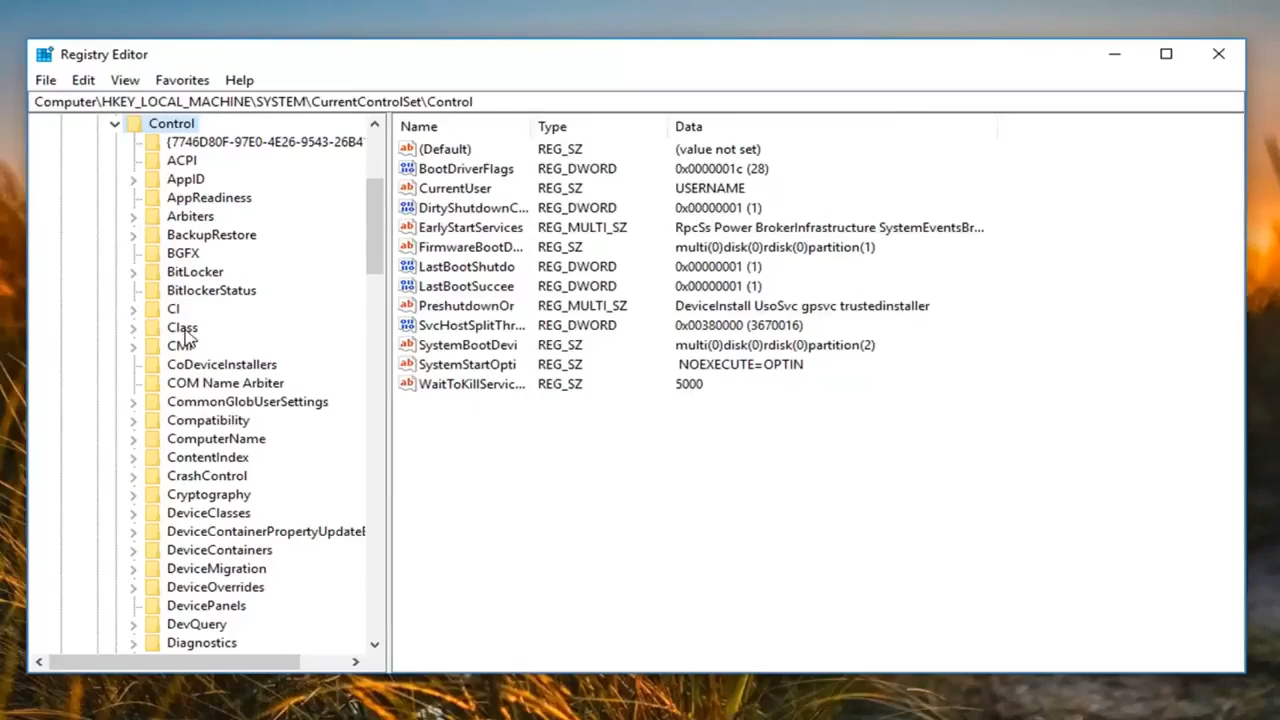 Registry Editor
File Edit View Favorites Help
Computer\HKEY_LOCAL_MACHINE\SYSTEM\CurrentControlSet\Control
Control
{7746D80F-97E0-4E26-9543-26B4
ACPI
AppID
AppReadiness
Arbiters
BackupRestore
BGFX
BitLocker
BitlockerStatus
CI
Class
CoDeviceInstallers
COM Name Arbiter
CommonGlobUserSettings
Compatibility
ComputerName
ContentIndex
CrashControl
Cryptography
DeviceClasses
DeviceContainerPropertyUpdateE
DeviceContainers
DeviceMigration
DeviceOverrides
DevicePanels
DevQuery
Diagnostics
Name Type Data
(Default) REG_SZ (value not set)
BootDriverFlags REG_DWORD 0x0000001c (28)
CurrentUser REG_SZ USERNAME
DirtyShutdownC... REG_DWORD 0x00000001 (1)
EarlyStartServices REG_MULTI_SZ RpcSs Power BrokerInfrastructure SystemEventsBr...
FirmwareBootD... REG_SZ multi(0)disk(0)rdisk(0)partition(1)
LastBootShutdo REG_DWORD 0x00000001 (1)
LastBootSuccee REG_DWORD 0x00000001 (1)
PreshutdownOr REG_MULTI_SZ DeviceInstall UsoSvc gpsvc trustedinstaller
SvcHostSplitThr... REG_DWORD 0x00380000 (3670016)
SystemBootDevi REG_SZ multi(0)disk(0)rdisk(0)partition(2)
SystemStartOpti REG_SZ NOEXECUTE=OPTIN
WaitToKillServic... REG_SZ 5000